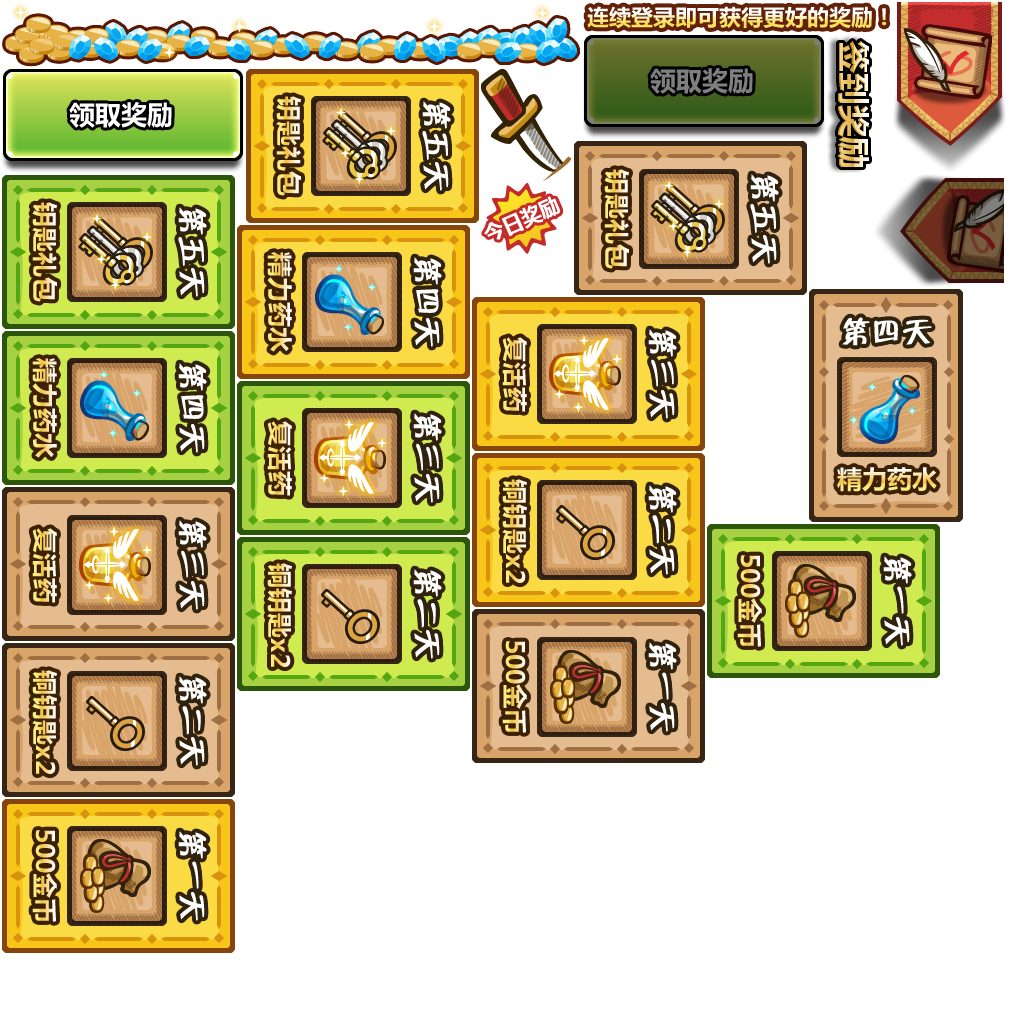 连续登录即可获得更好的奖励！
领取奖励
领取奖励
签到奖励
今日奖励
第五天
钥匙礼包
第五天
钥匙礼包
第五天
钥匙礼包
第四天
精力药水
第四天
精力药水
第四天
精力药水
第三天
复活药
第三天
复活药
第三天
复活药
第二天
铜钥匙x2
第二天
铜钥匙x2
第二天
铜钥匙x2
第一天
500金币
第一天
500金币
第一天
500金币